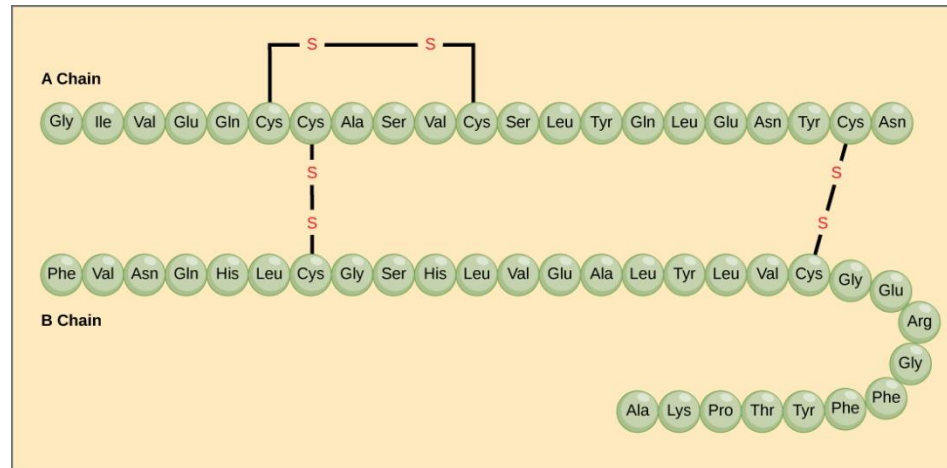 S S
A Chain
Gly Ile Val Glu Gln Cys Cys Ala Ser Val Cys Ser Leu Tyr Gln Leu Glu Asn Tyr Cys Asn
S S
S S
Phe Val Asn Gln His Leu Cys Gly Ser His Leu Val Glu Ala Leu Tyr Leu Val Cys Gly Glu
B Chain
Arg
Gly
Ala Lys Pro Thr Tyr Phe Phe